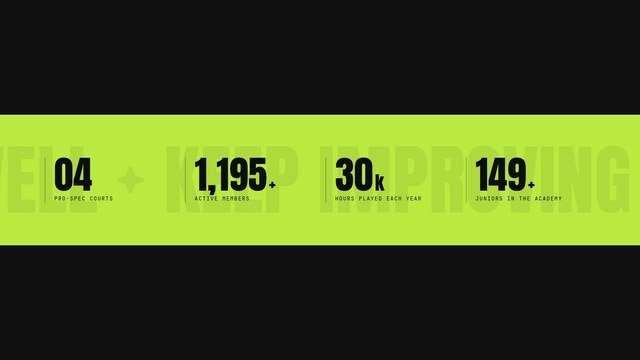 ELL ✦ KEEP IMPROVING
04
PRO-SPEC COURTS
1,195+
ACTIVE MEMBERS
30k
HOURS PLAYED EACH YEAR
149+
JUNIORS IN THE ACADEMY